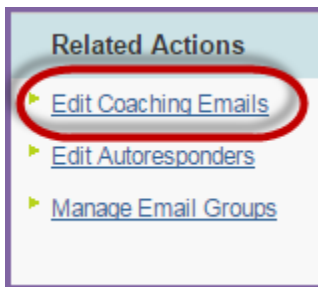 Related Actions
Edit Coaching Emails
Edit Autoresponders
Manage Email Groups